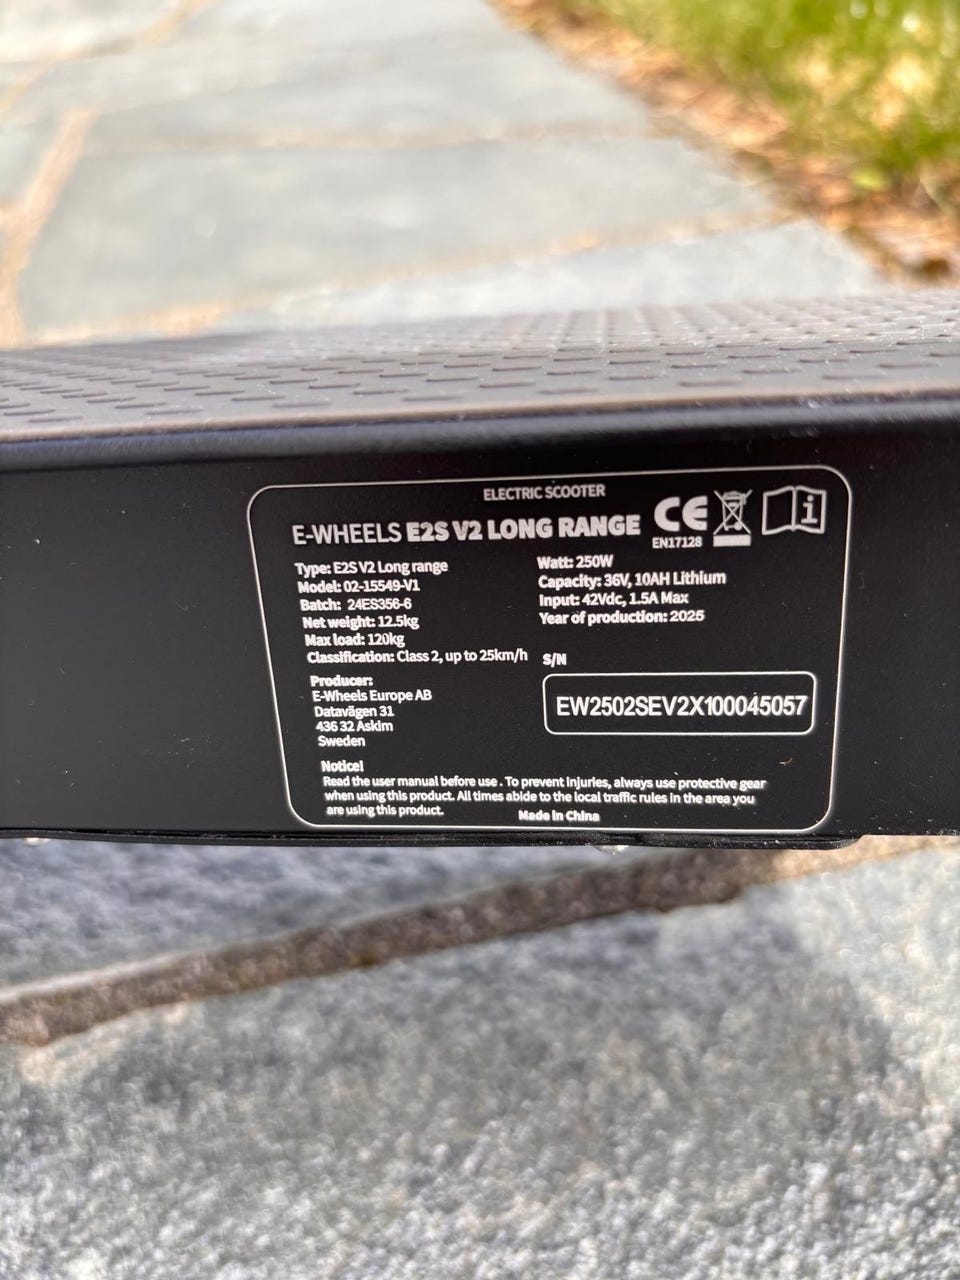 ELECTRIC SCOOTER
E-WHEELS E2S V2 LONG RANGE
CE
EN17128
i
Type: E2S V2 Long range
Model: 02-15549-V1
Batch: 24ES356-6
Net weight: 12.5kg
Max load: 120kg
Classification: Class 2, up to 25km/h
Watt: 250W
Capacity: 36V, 10AH Lithium
Input: 42Vdc, 1.5A Max
Year of production: 2025
S/N
EW2502SEV2X100045057
Producer:
E-Wheels Europe AB
Datavägen 31
436 32 Askim
Sweden
Notice!
Read the user manual before use . To prevent injuries, always use protective gear
when using this product. All times abide to the local traffic rules in the area you
are using this product.
Made in China